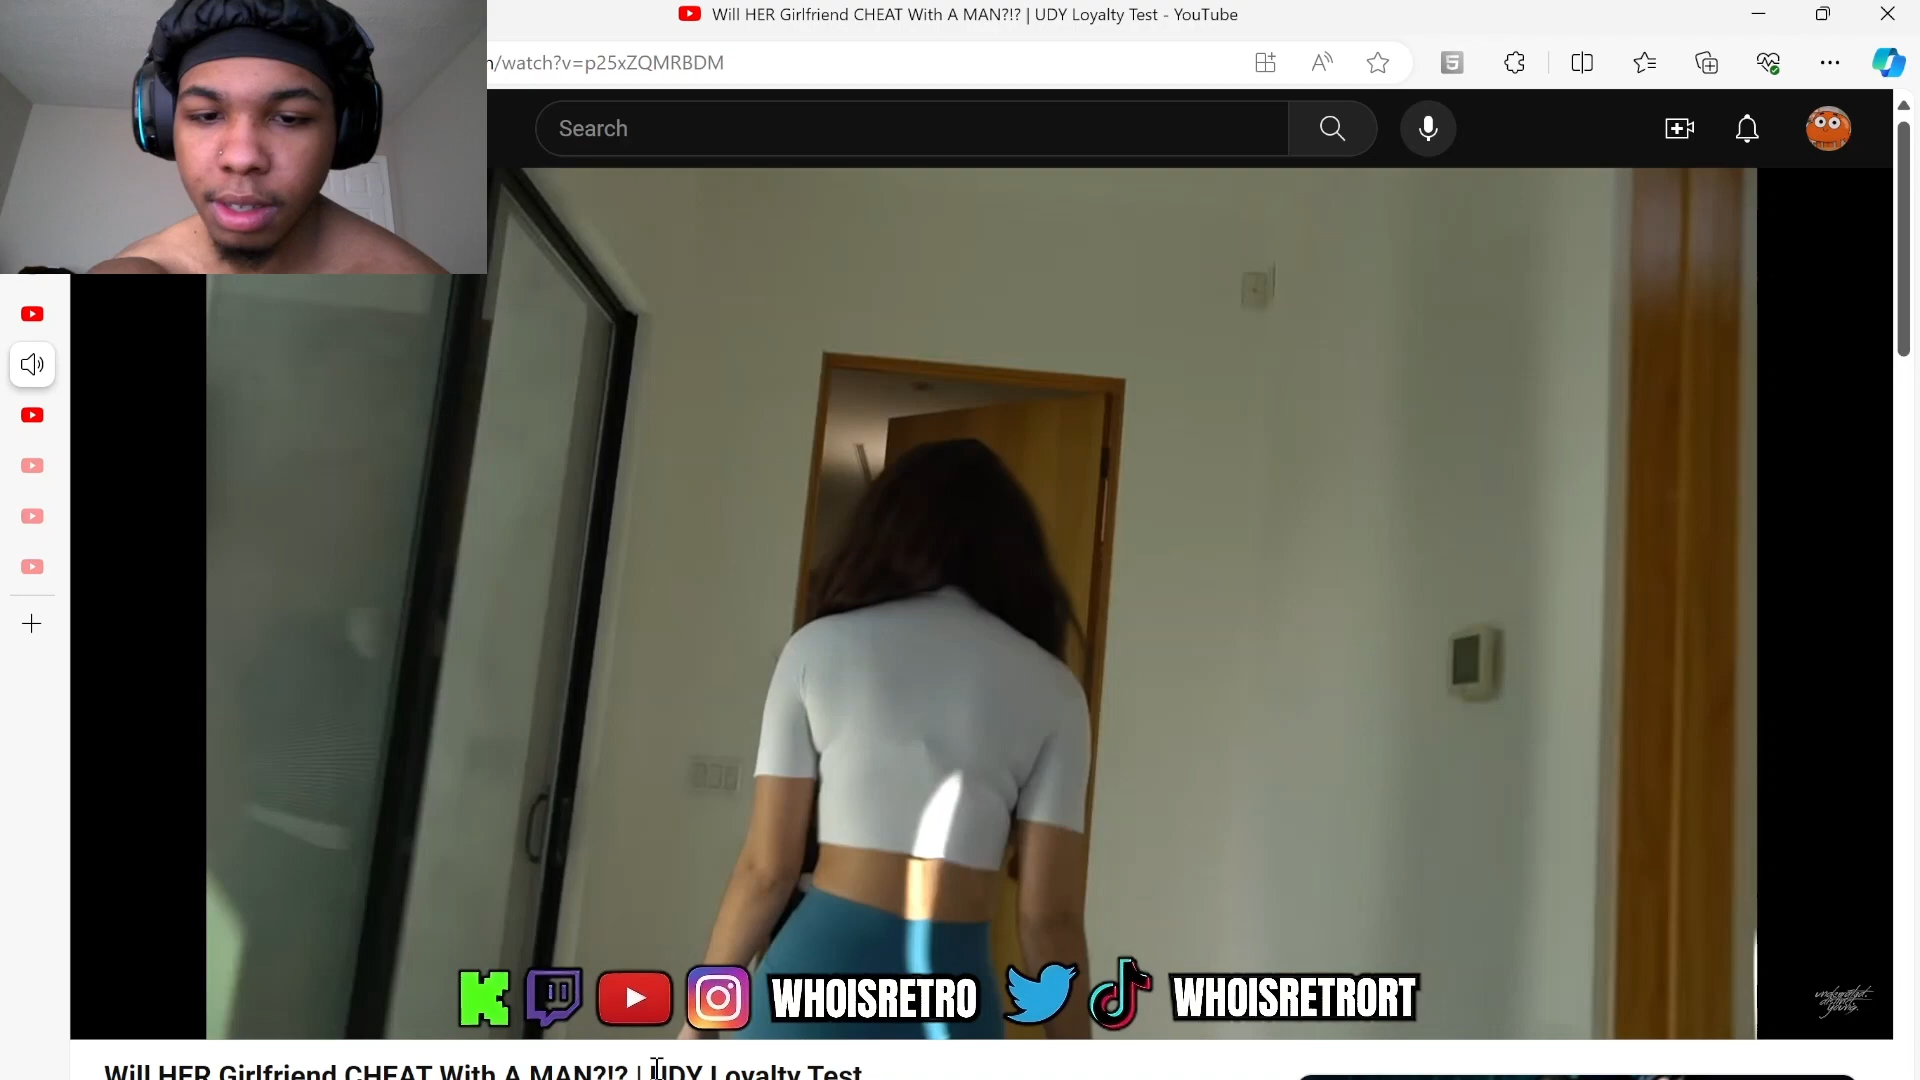 Will HER Girlfriend CHEAT With A MAN?!? | UDY Loyalty Test - YouTube
/watch?v=p25xZQMRBDM
Search
WHOISRETRO
WHOISRETRORT
Will HER Girlfriend CHEAT With A MAN?!? | UDY Loyalty Test